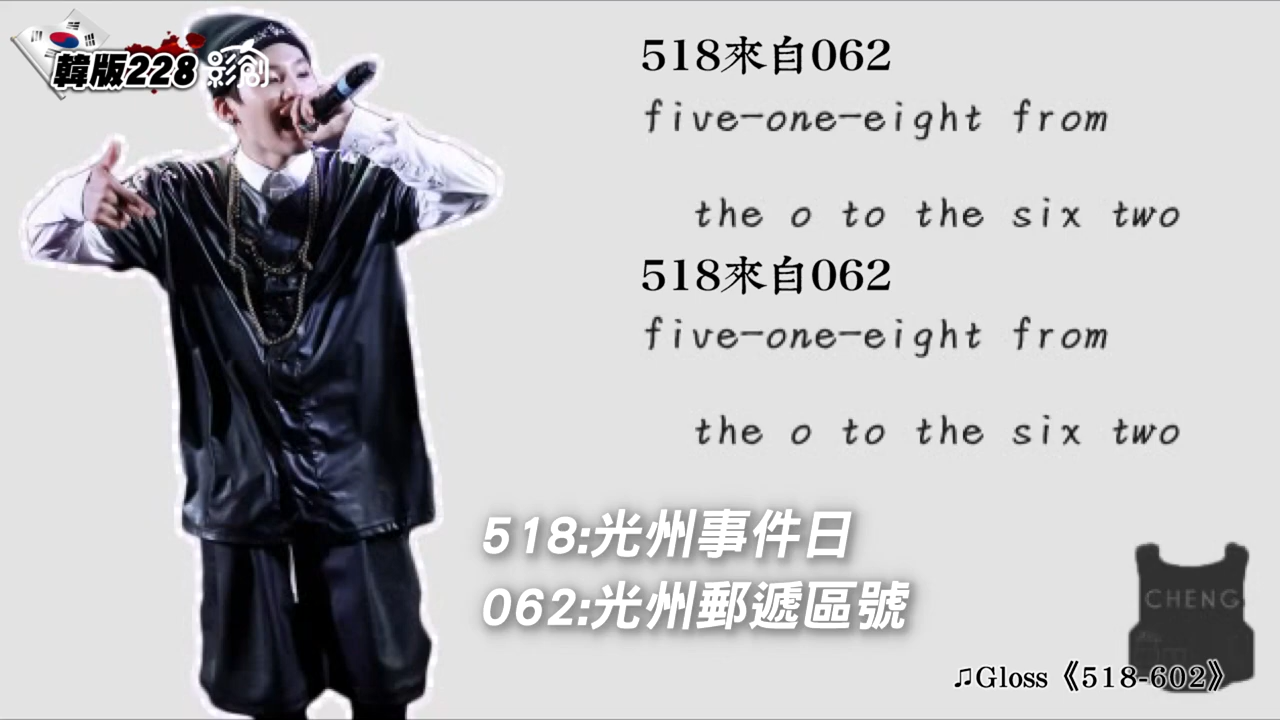 韓版228 影創
518來自062
five-one-eight from
the o to the six two
518來自062
five-one-eight from
the o to the six two
518:光州事件日
062:光州郵遞區號
CHENG
♫Gloss《518-602》